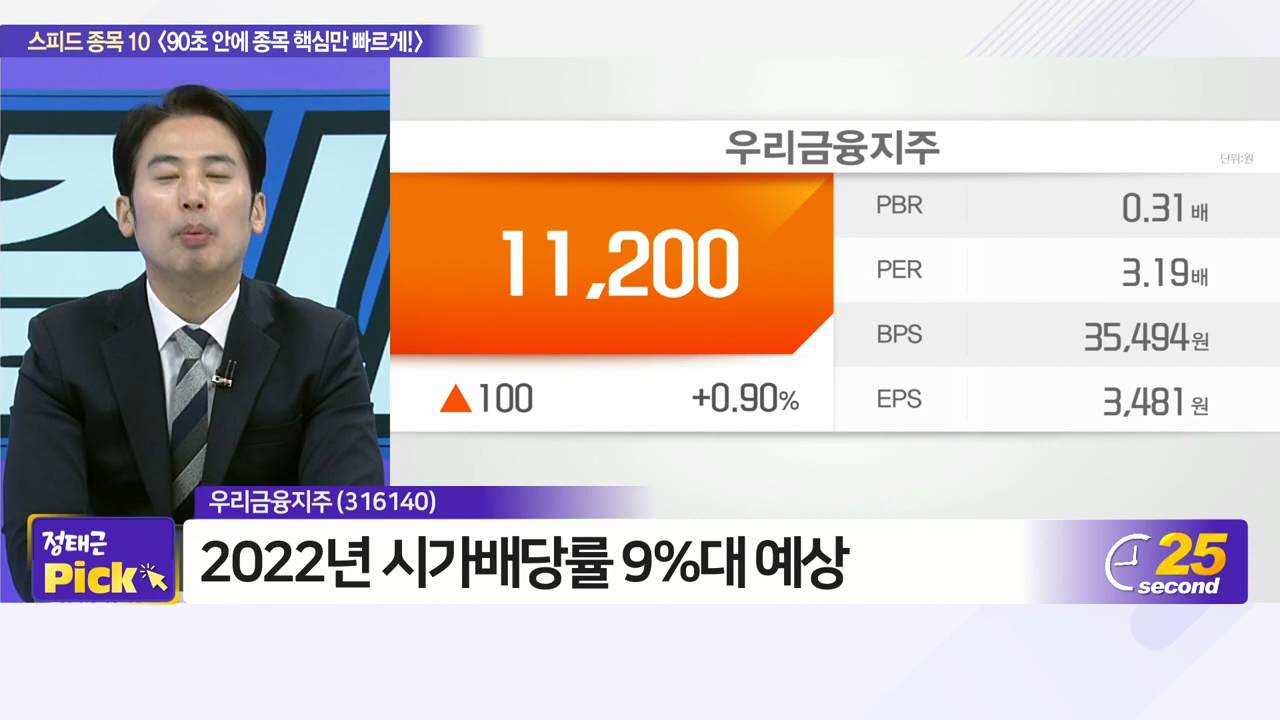 스피드 종목 10 〈90초 안에 종목 핵심만 빠르게!〉
우리금융지주
단위:원
11,200
▲100 +0.90%
PBR 0.31배
PER 3.19배
BPS 35,494원
EPS 3,481원
우리금융지주 (316140)
정태근
Pick
2022년 시가배당률 9%대 예상
25
second